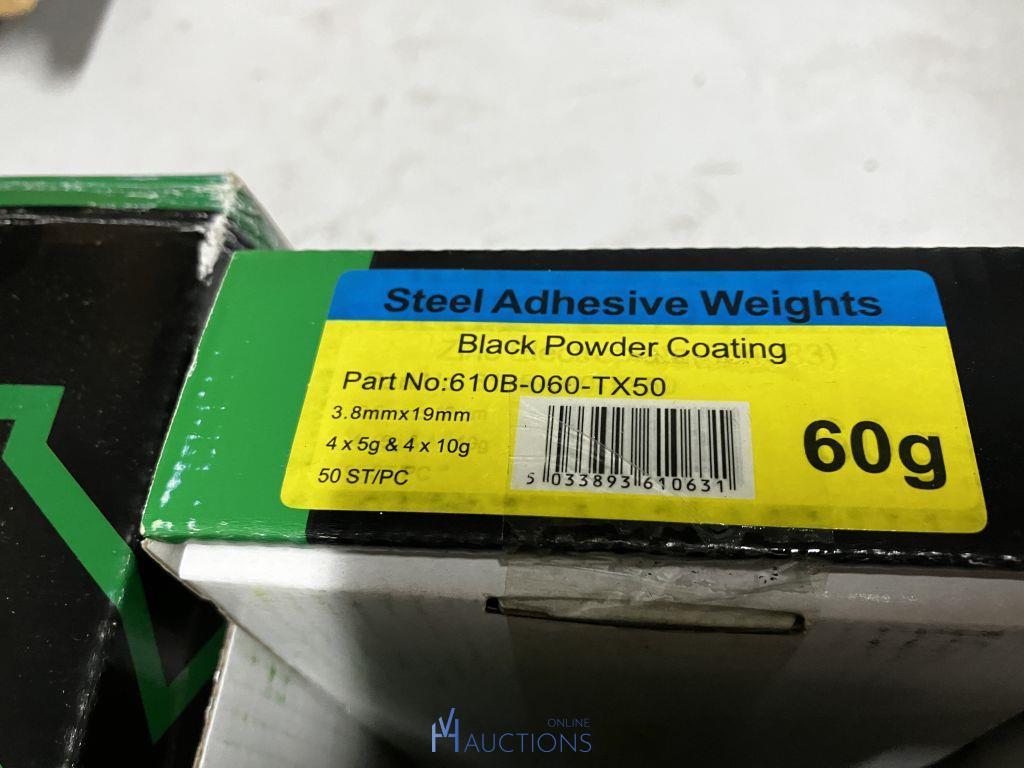 Steel Adhesive Weights
Black Powder Coating
Part No:610B-060-TX50
3.8mmx19mm
4 x 5g & 4 x 10g
50 ST/PC
5 033893 610631
60g
ONLINE
AUCTIONS